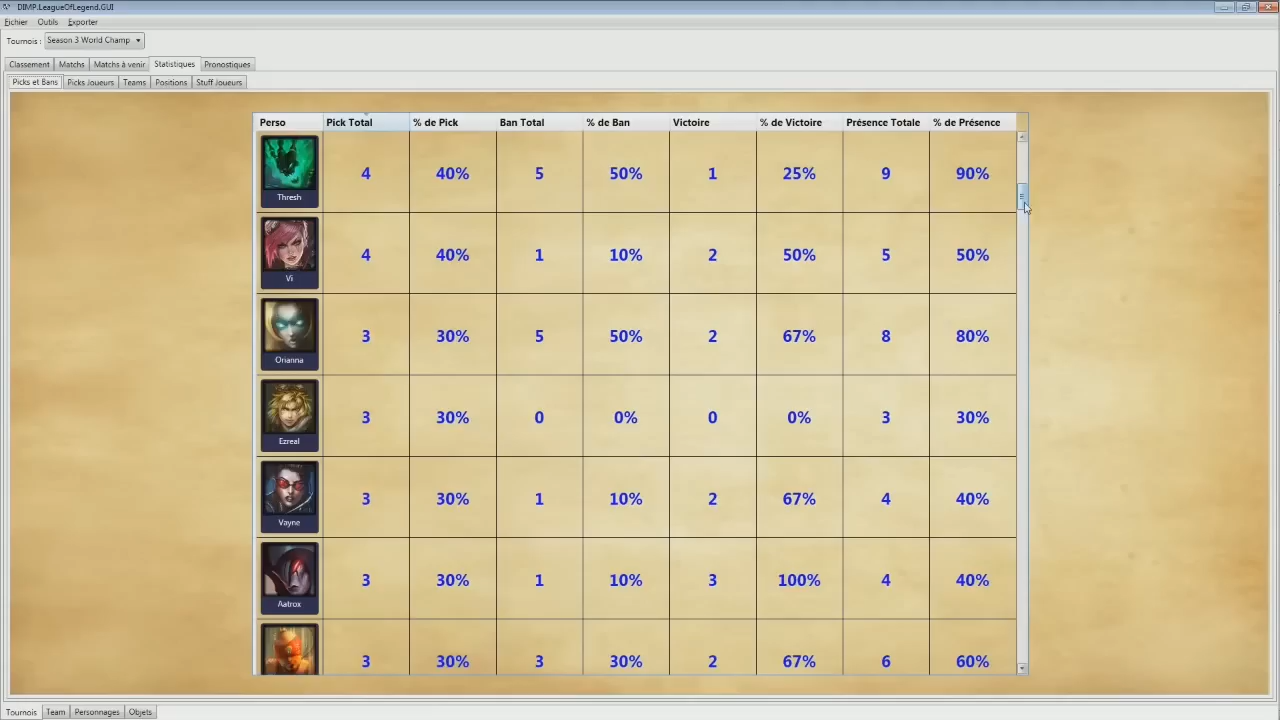 DIMP.LeagueOfLegend.GUI
Fichier Outils Exporter
Tournois : Season 3 World Champ
Classement Matchs Matchs à venir Statistiques Pronostiques
Picks et Bans Picks Joueurs Teams Positions Stuff Joueurs
Perso Pick Total % de Pick Ban Total % de Ban Victoire % de Victoire Présence Totale % de Présence
Thresh 4 40% 5 50% 1 25% 9 90%
Vi 4 40% 1 10% 2 50% 5 50%
Orianna 3 30% 5 50% 2 67% 8 80%
Ezreal 3 30% 0 0% 0 0% 3 30%
Vayne 3 30% 1 10% 2 67% 4 40%
Aatrox 3 30% 1 10% 3 100% 4 40%
3 30% 3 30% 2 67% 6 60%
Tournois Team Personnages Objets